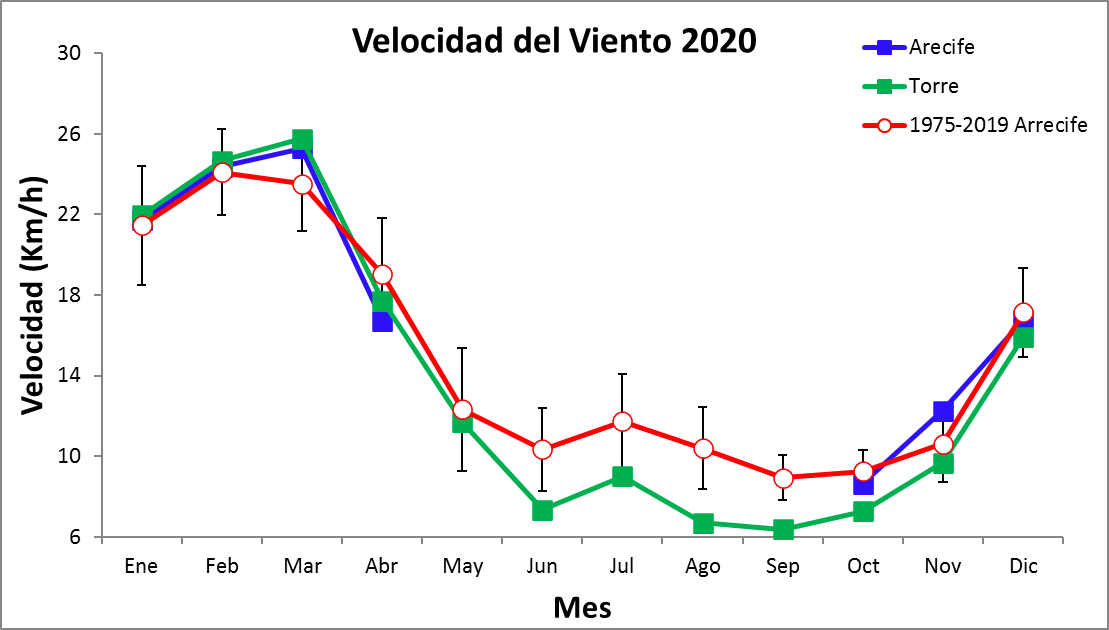 Velocidad del Viento 2020
Arecife
Torre
1975-2019 Arrecife
Velocidad (Km/h)
30
26
22
18
14
10
6
Ene Feb Mar Abr May Jun Jul Ago Sep Oct Nov Dic
Mes